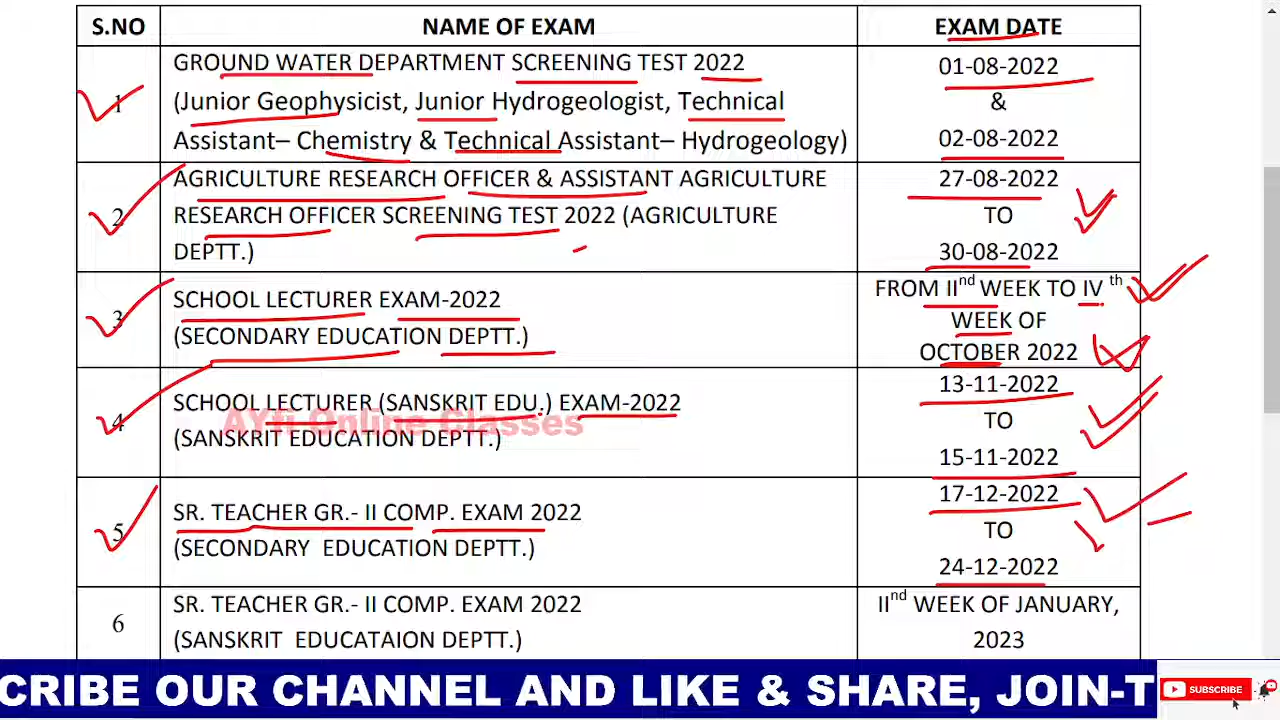 S.NO NAME OF EXAM EXAM DATE
1
GROUND WATER DEPARTMENT SCREENING TEST 2022
(Junior Geophysicist, Junior Hydrogeologist, Technical
Assistant– Chemistry & Technical Assistant– Hydrogeology)
01-08-2022
&
02-08-2022
2
AGRICULTURE RESEARCH OFFICER & ASSISTANT AGRICULTURE
RESEARCH OFFICER SCREENING TEST 2022 (AGRICULTURE
DEPTT.)
27-08-2022
TO
30-08-2022
3
SCHOOL LECTURER EXAM-2022
(SECONDARY EDUCATION DEPTT.)
FROM IInd WEEK TO IV th
WEEK OF
OCTOBER 2022
4
SCHOOL LECTURER (SANSKRIT EDU.) EXAM-2022
AYfi Online Classes
(SANSKRIT EDUCATION DEPTT.)
13-11-2022
TO
15-11-2022
5
SR. TEACHER GR.- II COMP. EXAM 2022
(SECONDARY EDUCATION DEPTT.)
17-12-2022
TO
24-12-2022
6
SR. TEACHER GR.- II COMP. EXAM 2022
(SANSKRIT EDUCATAION DEPTT.)
IInd WEEK OF JANUARY,
2023
CRIBE OUR CHANNEL AND LIKE & SHARE, JOIN-T
SUBSCRIBE